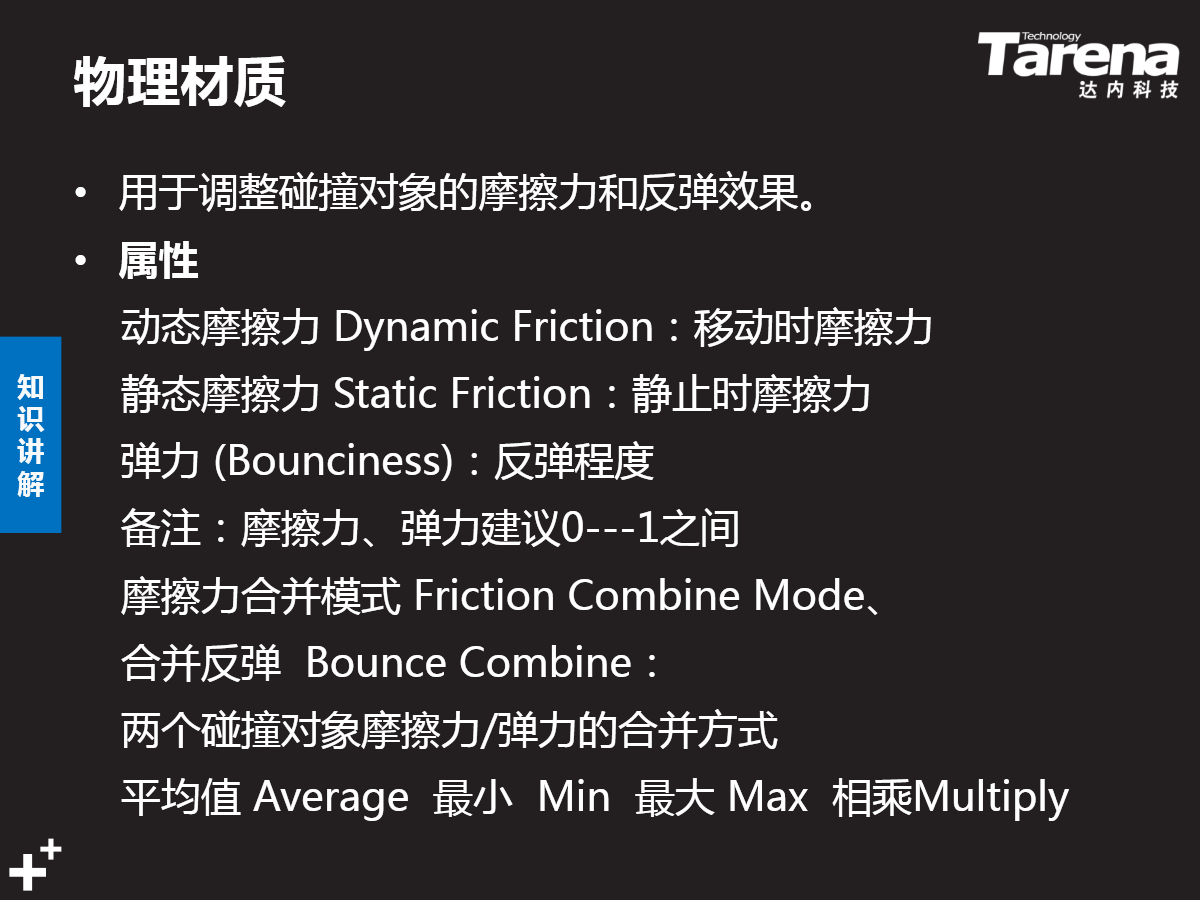 物理材质
Technology
Tarena
达内科技
• 用于调整碰撞对象的摩擦力和反弹效果。
• 属性
动态摩擦力 Dynamic Friction：移动时摩擦力
静态摩擦力 Static Friction：静止时摩擦力
弹力 (Bounciness)：反弹程度
备注：摩擦力、弹力建议0---1之间
摩擦力合并模式 Friction Combine Mode、
合并反弹  Bounce Combine：
两个碰撞对象摩擦力/弹力的合并方式
平均值 Average  最小  Min  最大 Max  相乘Multiply
知识讲解